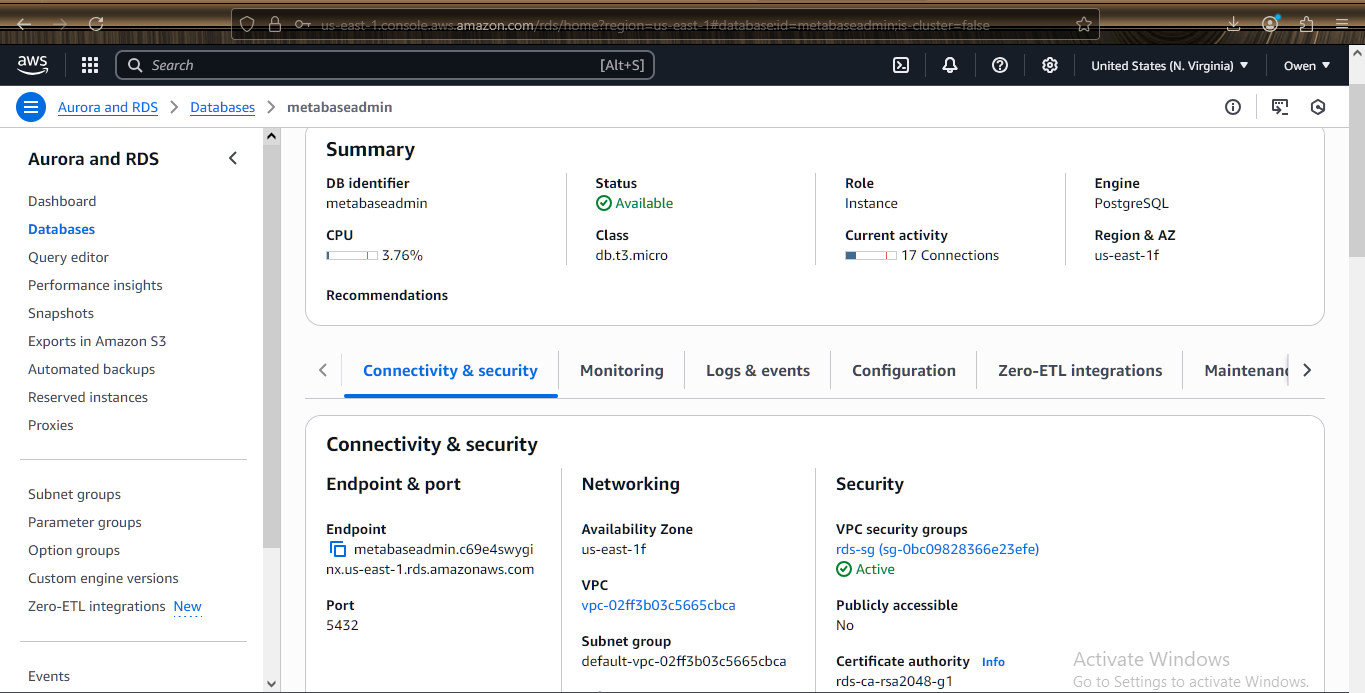 us-east-1.console.aws.amazon.com/rds/home?region=us-east-1#database:id=metabaseadmin;is-cluster=false
aws
Search
[Alt+S]
United States (N. Virginia)
Owen
Aurora and RDS
Databases
metabaseadmin
Aurora and RDS
Dashboard
Databases
Query editor
Performance insights
Snapshots
Exports in Amazon S3
Automated backups
Reserved instances
Proxies
Subnet groups
Parameter groups
Option groups
Custom engine versions
Zero-ETL integrations New
Events
Summary
DB identifier
metabaseadmin
CPU
3.76%
Status
Available
Class
db.t3.micro
Role
Instance
Current activity
17 Connections
Engine
PostgreSQL
Region & AZ
us-east-1f
Recommendations
Connectivity & security
Monitoring
Logs & events
Configuration
Zero-ETL integrations
Maintenanc
Connectivity & security
Endpoint & port
Endpoint
metabaseadmin.c69e4swygi
nx.us-east-1.rds.amazonaws.com
Port
5432
Networking
Availability Zone
us-east-1f
VPC
vpc-02ff3b03c5665cbca
Subnet group
default-vpc-02ff3b03c5665cbca
Security
VPC security groups
rds-sg (sg-0bc09828366e23efe)
Active
Publicly accessible
No
Certificate authority Info
rds-ca-rsa2048-g1
Activate Windows
Go to Settings to activate Windows.